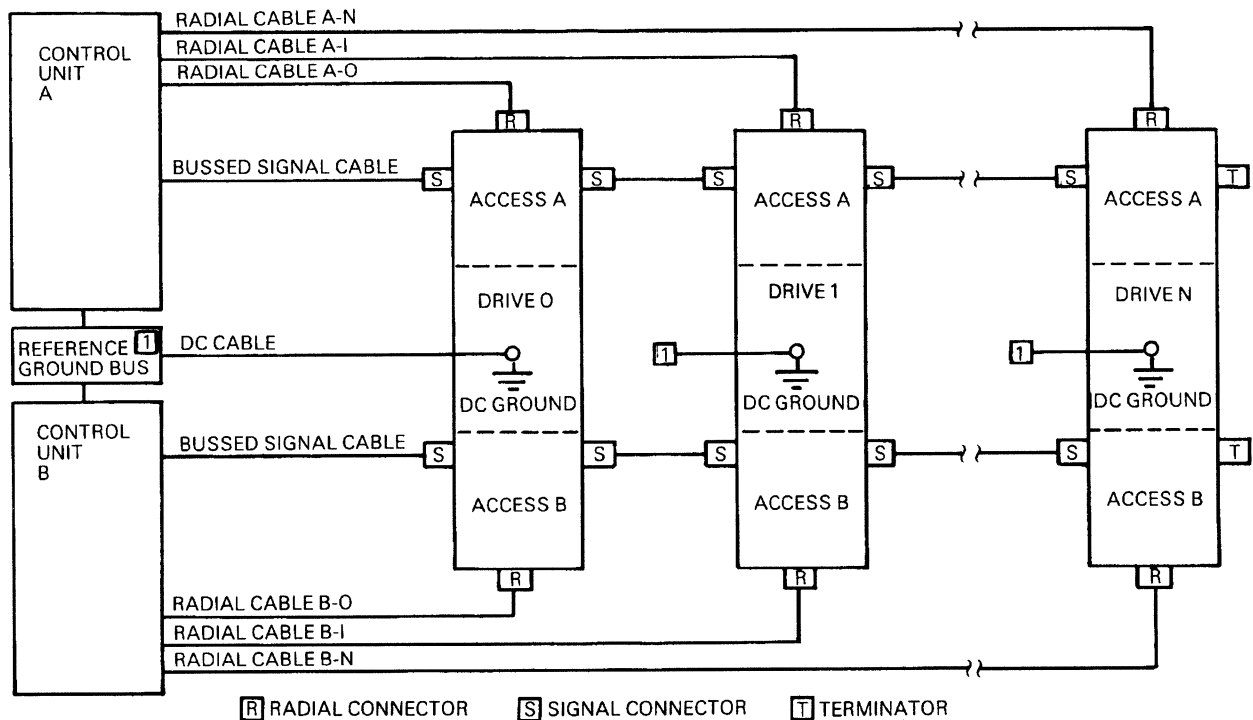 RADIAL CABLE A-N
RADIAL CABLE A-I
RADIAL CABLE A-O
CONTROL
UNIT
A
R
R
R
BUSSED SIGNAL CABLE
S
S
S
S
S
T
ACCESS A
ACCESS A
ACCESS A
DRIVE O
DRIVE 1
DRIVE N
REFERENCE 1
GROUND BUS
DC CABLE
1
1
DC GROUND
DC GROUND
DC GROUND
CONTROL
UNIT
B
BUSSED SIGNAL CABLE
S
S
S
S
S
T
ACCESS B
ACCESS B
ACCESS B
R
R
R
RADIAL CABLE B-O
RADIAL CABLE B-I
RADIAL CABLE B-N
R RADIAL CONNECTOR
S SIGNAL CONNECTOR
T TERMINATOR